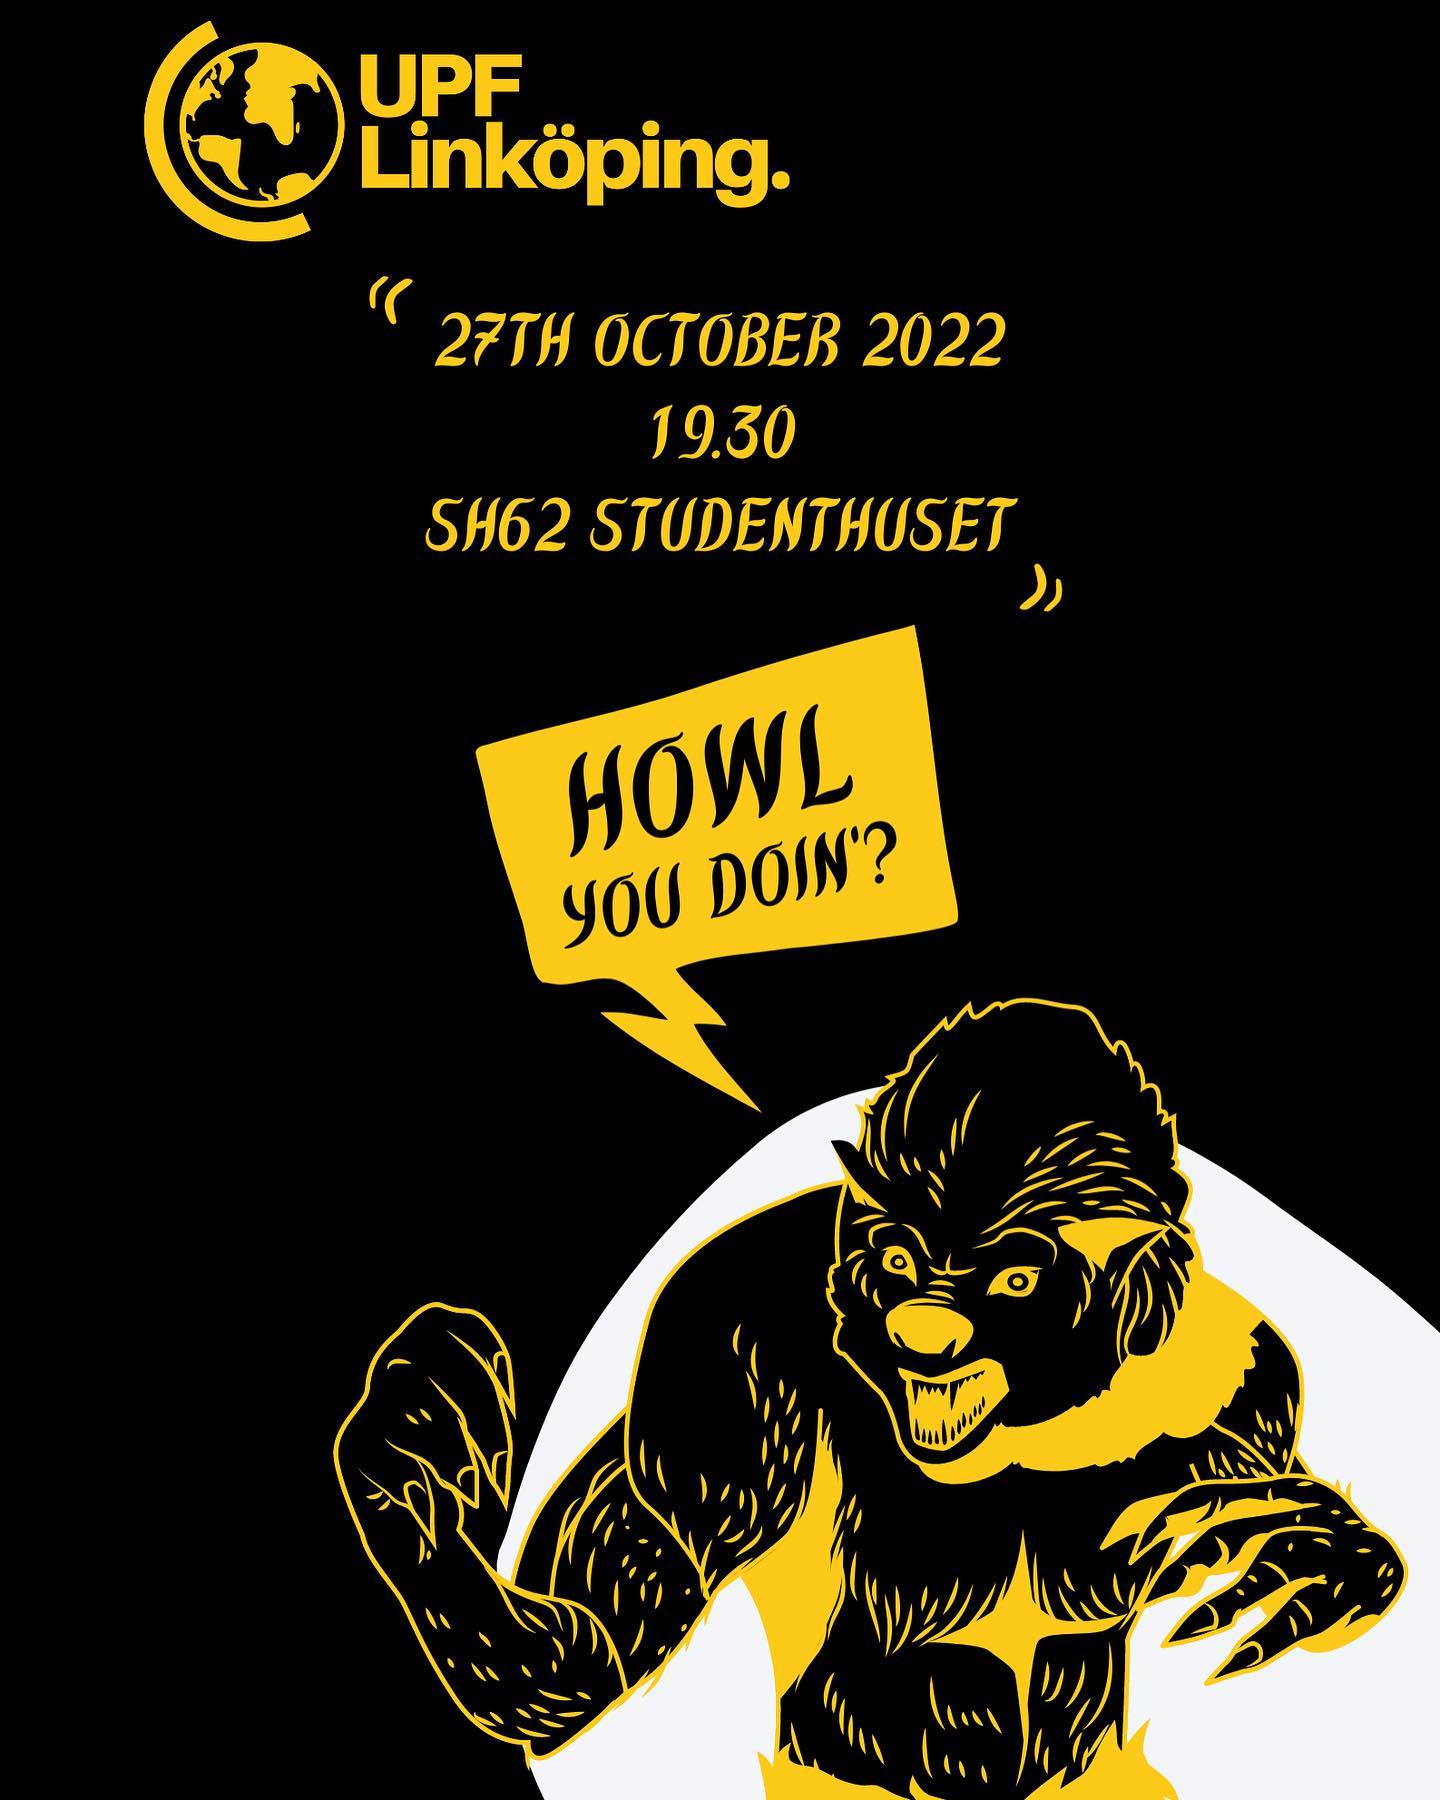 UPF
Linköping.
“ 27TH OCTOBER 2022
19.30
SH62 STUDENTHUSET ”
HOWL
YOU DOIN'?